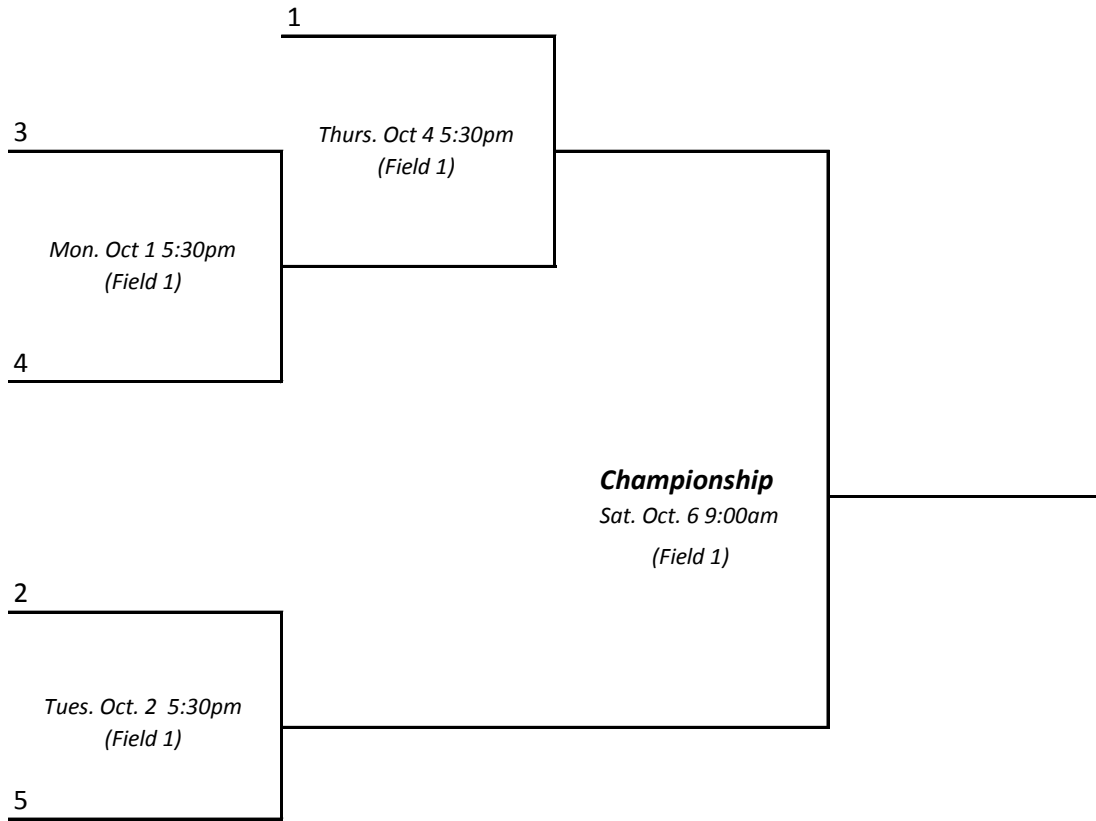 1
3
Thurs. Oct 4 5:30pm
(Field 1)
Mon. Oct 1 5:30pm
(Field 1)
4
Championship
Sat. Oct. 6 9:00am
(Field 1)
2
Tues. Oct. 2  5:30pm
(Field 1)
5